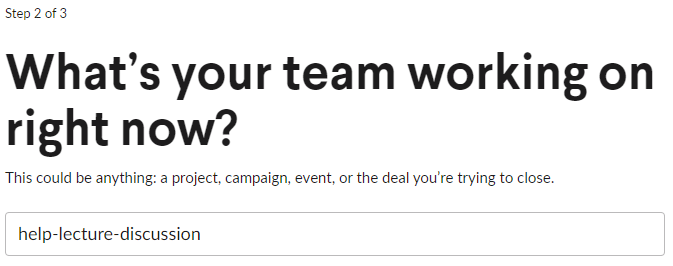 Step 2 of 3
What’s your team working on
right now?
This could be anything: a project, campaign, event, or the deal you’re trying to close.
help-lecture-discussion